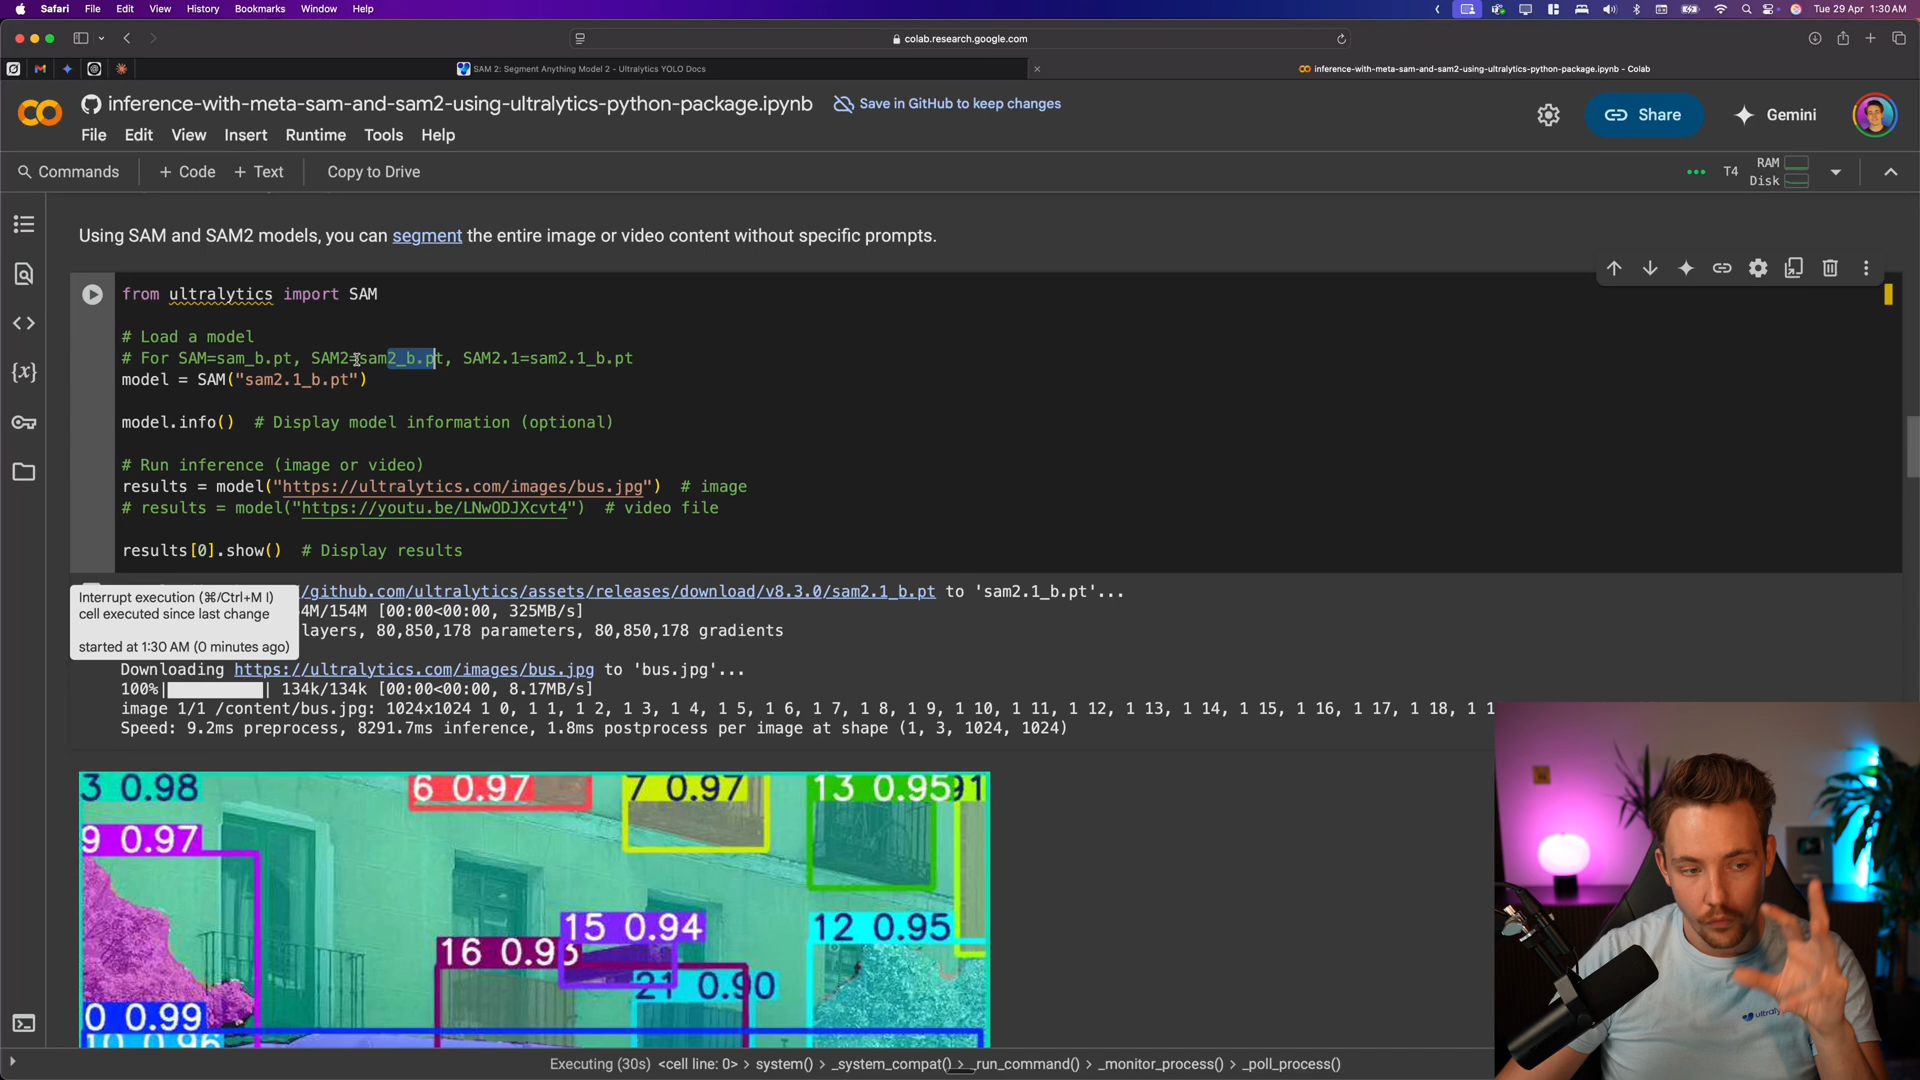 Safari File Edit View History Bookmarks Window Help Tue 29 Apr 1:30 AM
colab.research.google.com
SAM 2: Segment Anything Model 2 - Ultralytics YOLO Docs
inference-with-meta-sam-and-sam2-using-ultralytics-python-package.ipynb - Colab
inference-with-meta-sam-and-sam2-using-ultralytics-python-package.ipynb Save in GitHub to keep changes
File Edit View Insert Runtime Tools Help
Share Gemini
Commands + Code + Text Copy to Drive
T4 RAM Disk
Using SAM and SAM2 models, you can segment the entire image or video content without specific prompts.
from ultralytics import SAM
# Load a model
# For SAM=sam_b.pt, SAM2=sam2_b.pt, SAM2.1=sam2.1_b.pt
model = SAM("sam2.1_b.pt")
model.info() # Display model information (optional)
# Run inference (image or video)
results = model("https://ultralytics.com/images/bus.jpg") # image
# results = model("https://youtu.be/LNwODJXcvt4") # video file
results[0].show() # Display results
/github.com/ultralytics/assets/releases/download/v8.3.0/sam2.1_b.pt to 'sam2.1_b.pt'...
4M/154M [00:00<00:00, 325MB/s]
layers, 80,850,178 parameters, 80,850,178 gradients
Interrupt execution (⌘/Ctrl+M I)
cell executed since last change
started at 1:30 AM (0 minutes ago)
Downloading https://ultralytics.com/images/bus.jpg to 'bus.jpg'...
100%| | 134k/134k [00:00<00:00, 8.17MB/s]
image 1/1 /content/bus.jpg: 1024x1024 1 0, 1 1, 1 2, 1 3, 1 4, 1 5, 1 6, 1 7, 1 8, 1 9, 1 10, 1 11, 1 12, 1 13, 1 14, 1 15, 1 16, 1 17, 1 18, 1 1
Speed: 9.2ms preprocess, 8291.7ms inference, 1.8ms postprocess per image at shape (1, 3, 1024, 1024)
3 0.98
6 0.97
7 0.97
13 0.95
91
9 0.97
15 0.94
12 0.95
16 0.93
21 0.90
0 0.99
10 0.96
ultralytics
Executing (30s) <cell line: 0> > system() > _system_compat() > _run_command() > _monitor_process() > _poll_process()